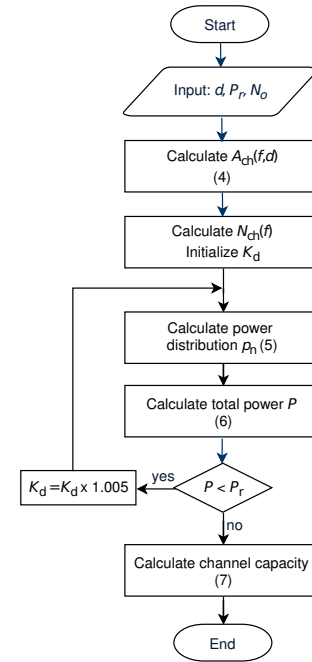 Start
Input: d, Pr, No
Calculate Ach(f,d)
(4)
Calculate Nch(f)
Initialize Kd
Calculate power
distribution pn (5)
Calculate total power P
(6)
yes
Kd = Kd x 1.005
P < Pr
no
Calculate channel capacity
(7)
End